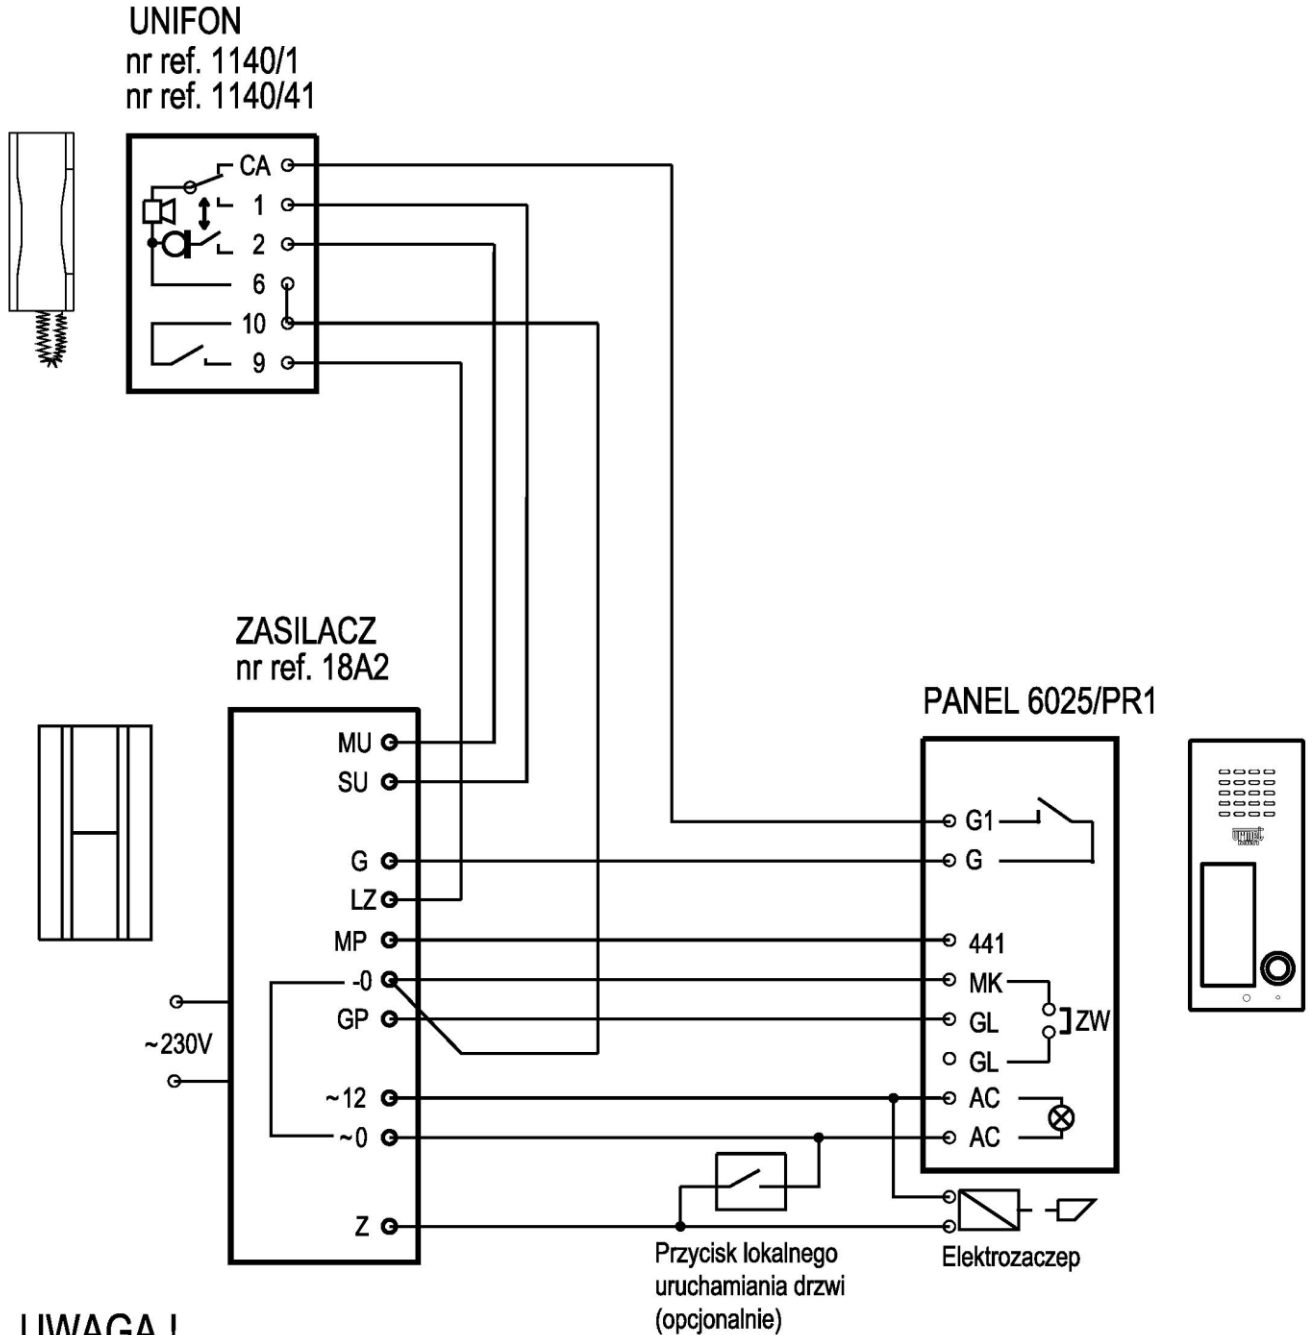 UNIFON
nr ref. 1140/1
nr ref. 1140/41
CA
1
2
6
10
9
ZASILACZ
nr ref. 18A2
MU
SU
G
LZ
MP
-0
GP
~230V
~12
~0
Z
PANEL 6025/PR1
G1
G
441
MK
GL
ZW
GL
AC
AC
urmet
Przycisk lokalnego
uruchamiania drzwi
(opcjonalnie)
Elektrozaczep
UWAGA !